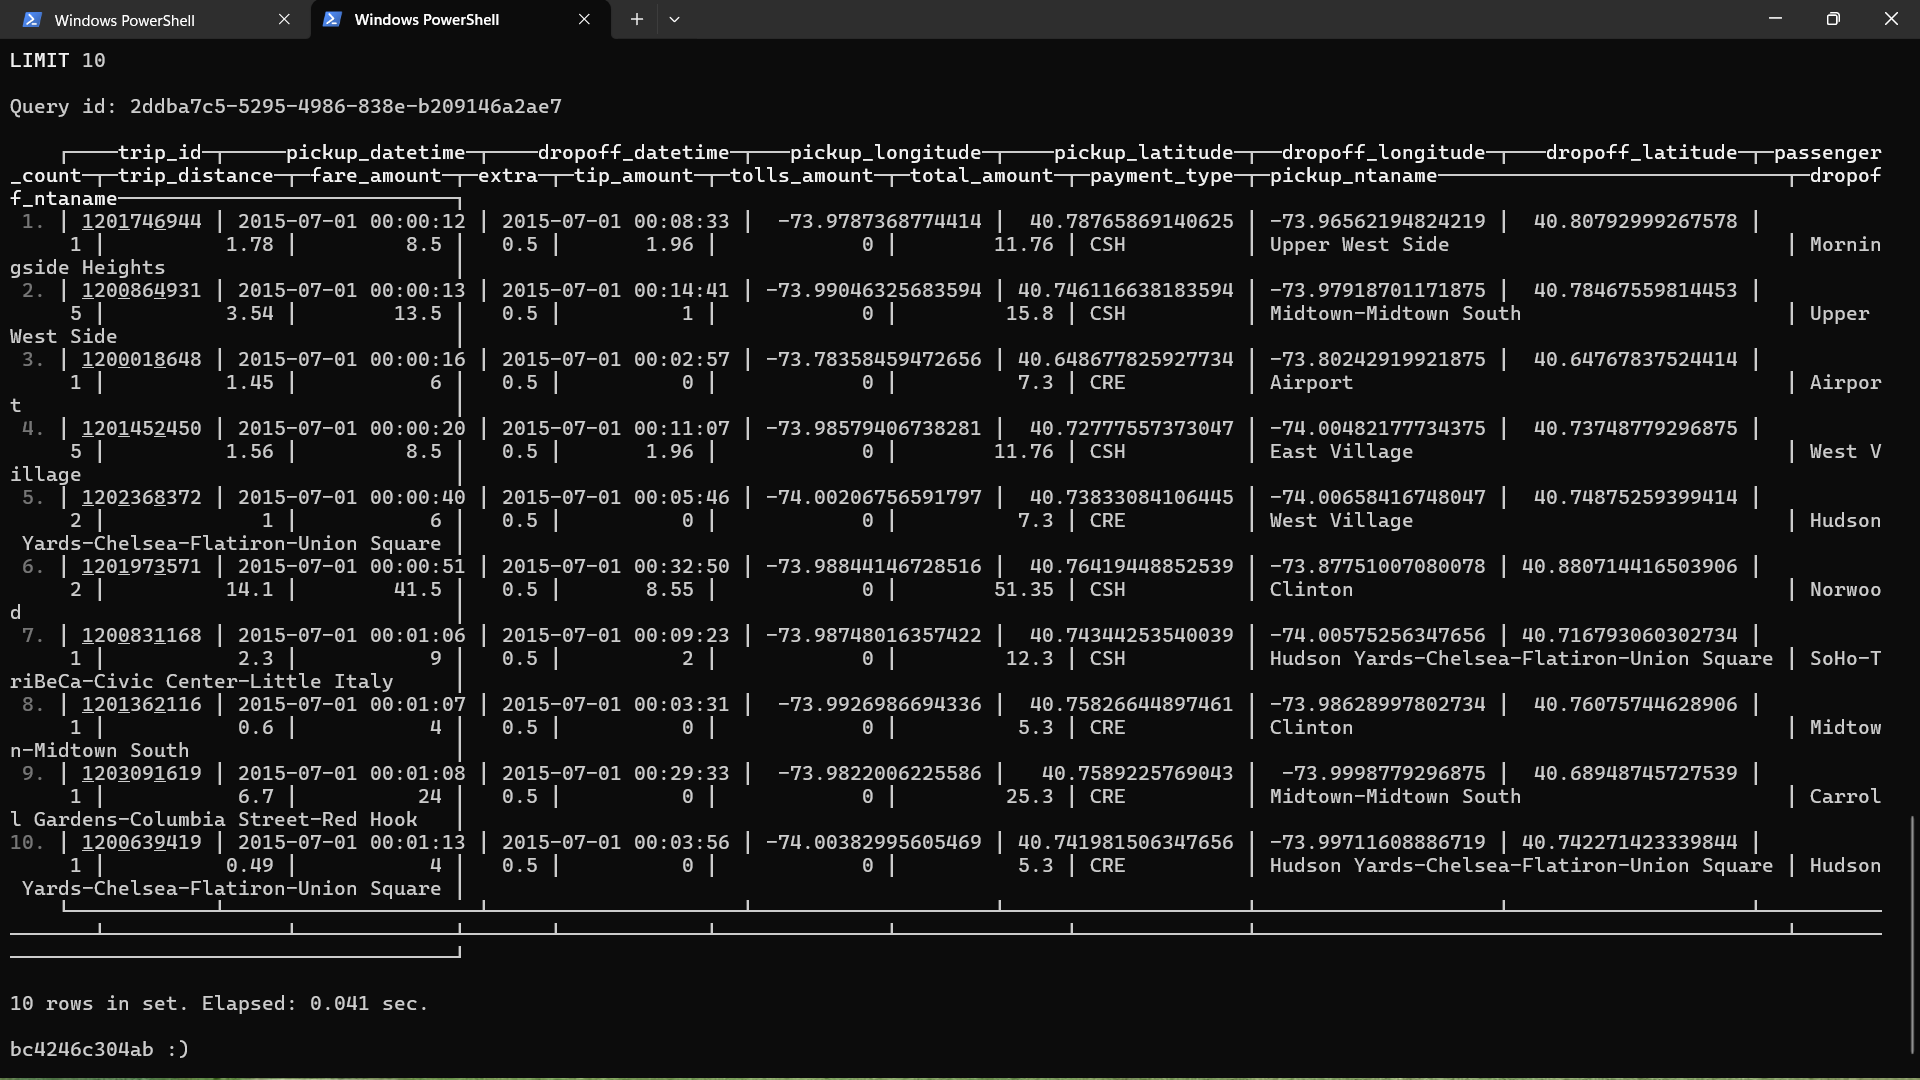 Windows PowerShell
Windows PowerShell
LIMIT 10
Query id: 2ddba7c5-5295-4986-838e-b209146a2ae7
┌────trip_id─┬─────pickup_datetime─┬────dropoff_datetime─┬───pickup_longitude─┬────pickup_latitude─┬──dropoff_longitude─┬───dropoff_latitude─┬─passenger
_count─┬─trip_distance─┬─fare_amount─┬─extra─┬─tip_amount─┬─tolls_amount─┬─total_amount─┬─payment_type─┬─pickup_ntaname─────────────────────────────┬─dropof
f_ntaname────────────────────────────┐
1. │ 1201746944 │ 2015-07-01 00:00:12 │ 2015-07-01 00:08:33 │  -73.9787368774414 │  40.78765869140625 │ -73.96562194824219 │  40.80792999267578 │
1 │          1.78 │         8.5 │   0.5 │       1.96 │            0 │        11.76 │ CSH          │ Upper West Side                            │ Mornin
gside Heights                        │
2. │ 1200864931 │ 2015-07-01 00:00:13 │ 2015-07-01 00:14:41 │ -73.99046325683594 │ 40.746116638183594 │ -73.97918701171875 │  40.78467559814453 │
5 │          3.54 │        13.5 │   0.5 │          1 │            0 │         15.8 │ CSH          │ Midtown-Midtown South                      │ Upper
West Side                            │
3. │ 1200018648 │ 2015-07-01 00:00:16 │ 2015-07-01 00:02:57 │ -73.78358459472656 │ 40.648677825927734 │ -73.80242919921875 │  40.64767837524414 │
1 │          1.45 │           6 │   0.5 │          0 │            0 │          7.3 │ CRE          │ Airport                                    │ Airpor
t                                    │
4. │ 1201452450 │ 2015-07-01 00:00:20 │ 2015-07-01 00:11:07 │ -73.98579406738281 │  40.72777557373047 │ -74.00482177734375 │  40.73748779296875 │
5 │          1.56 │         8.5 │   0.5 │       1.96 │            0 │        11.76 │ CSH          │ East Village                               │ West V
illage                               │
5. │ 1202368372 │ 2015-07-01 00:00:40 │ 2015-07-01 00:05:46 │ -74.00206756591797 │  40.73833084106445 │ -74.00658416748047 │  40.74875259399414 │
2 │             1 │           6 │   0.5 │          0 │            0 │          7.3 │ CRE          │ West Village                               │ Hudson
Yards-Chelsea-Flatiron-Union Square │
6. │ 1201973571 │ 2015-07-01 00:00:51 │ 2015-07-01 00:32:50 │ -73.98844146728516 │  40.76419448852539 │ -73.87751007080078 │ 40.880714416503906 │
2 │          14.1 │        41.5 │   0.5 │       8.55 │            0 │        51.35 │ CSH          │ Clinton                                    │ Norwoo
d                                    │
7. │ 1200831168 │ 2015-07-01 00:01:06 │ 2015-07-01 00:09:23 │ -73.98748016357422 │  40.74344253540039 │ -74.00575256347656 │ 40.716793060302734 │
1 │           2.3 │           9 │   0.5 │          2 │            0 │         12.3 │ CSH          │ Hudson Yards-Chelsea-Flatiron-Union Square │ SoHo-T
riBeCa-Civic Center-Little Italy     │
8. │ 1201362116 │ 2015-07-01 00:01:07 │ 2015-07-01 00:03:31 │  -73.9926986694336 │  40.75826644897461 │ -73.98628997802734 │  40.76075744628906 │
1 │           0.6 │           4 │   0.5 │          0 │            0 │          5.3 │ CRE          │ Clinton                                    │ Midtow
n-Midtown South                      │
9. │ 1203091619 │ 2015-07-01 00:01:08 │ 2015-07-01 00:29:33 │  -73.9822006225586 │   40.7589225769043 │  -73.9998779296875 │  40.68948745727539 │
1 │           6.7 │          24 │   0.5 │          0 │            0 │         25.3 │ CRE          │ Midtown-Midtown South                      │ Carrol
l Gardens-Columbia Street-Red Hook   │
10. │ 1200639419 │ 2015-07-01 00:01:13 │ 2015-07-01 00:03:56 │ -74.00382995605469 │ 40.741981506347656 │ -73.99711608886719 │ 40.742271423339844 │
1 │          0.49 │           4 │   0.5 │          0 │            0 │          5.3 │ CRE          │ Hudson Yards-Chelsea-Flatiron-Union Square │ Hudson
Yards-Chelsea-Flatiron-Union Square │
10 rows in set. Elapsed: 0.041 sec.
bc4246c304ab :)